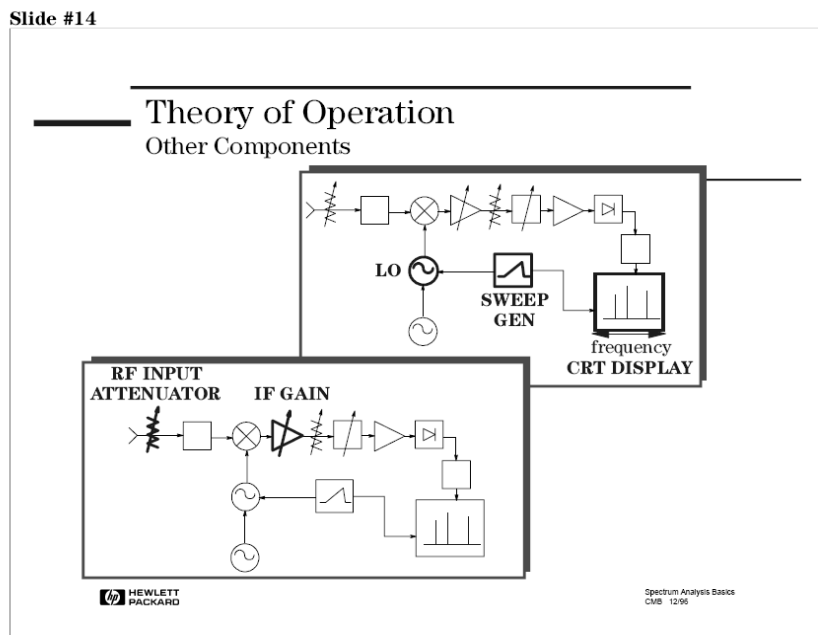 Slide #14
Theory of Operation
Other Components
LO
SWEEP
GEN
frequency
CRT DISPLAY
RF INPUT
ATTENUATOR
IF GAIN
hp HEWLETT
PACKARD
Spectrum Analysis Basics
CMB 12/96